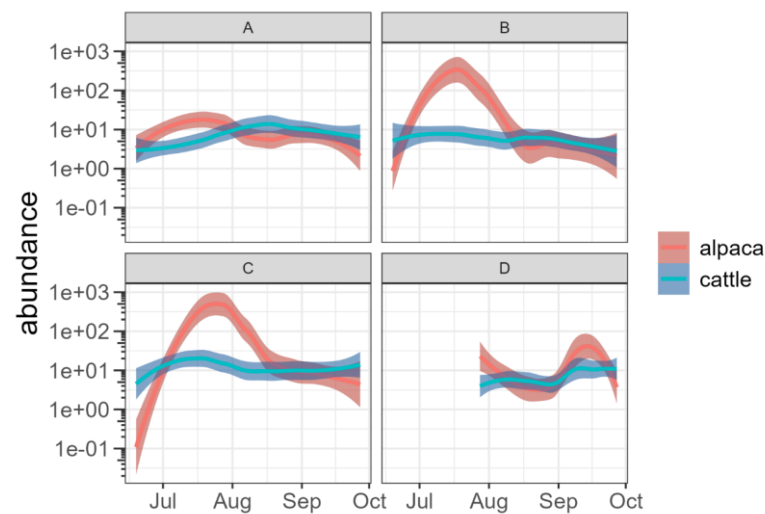 A
B
1e+03
1e+02
1e+01
1e+00
1e-01
C
D
1e+03
1e+02
1e+01
1e+00
1e-01
Jul Aug Sep Oct
Jul Aug Sep Oct
abundance
alpaca
cattle